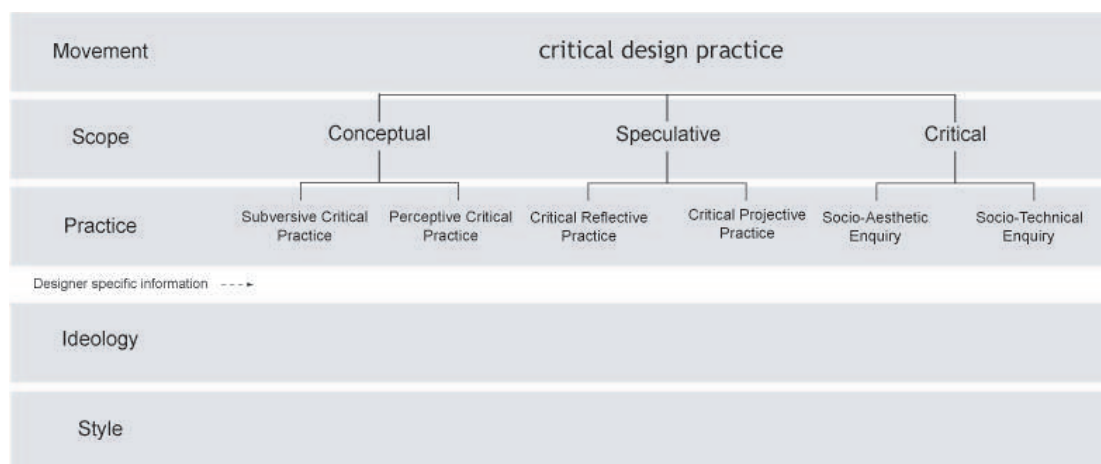 Movement
critical design practice
Scope
Conceptual
Speculative
Critical
Practice
Subversive Critical
Practice
Perceptive Critical
Practice
Critical Reflective
Practice
Critical Projective
Practice
Socio-Aesthetic
Enquiry
Socio-Technical
Enquiry
Designer specific information
Ideology
Style